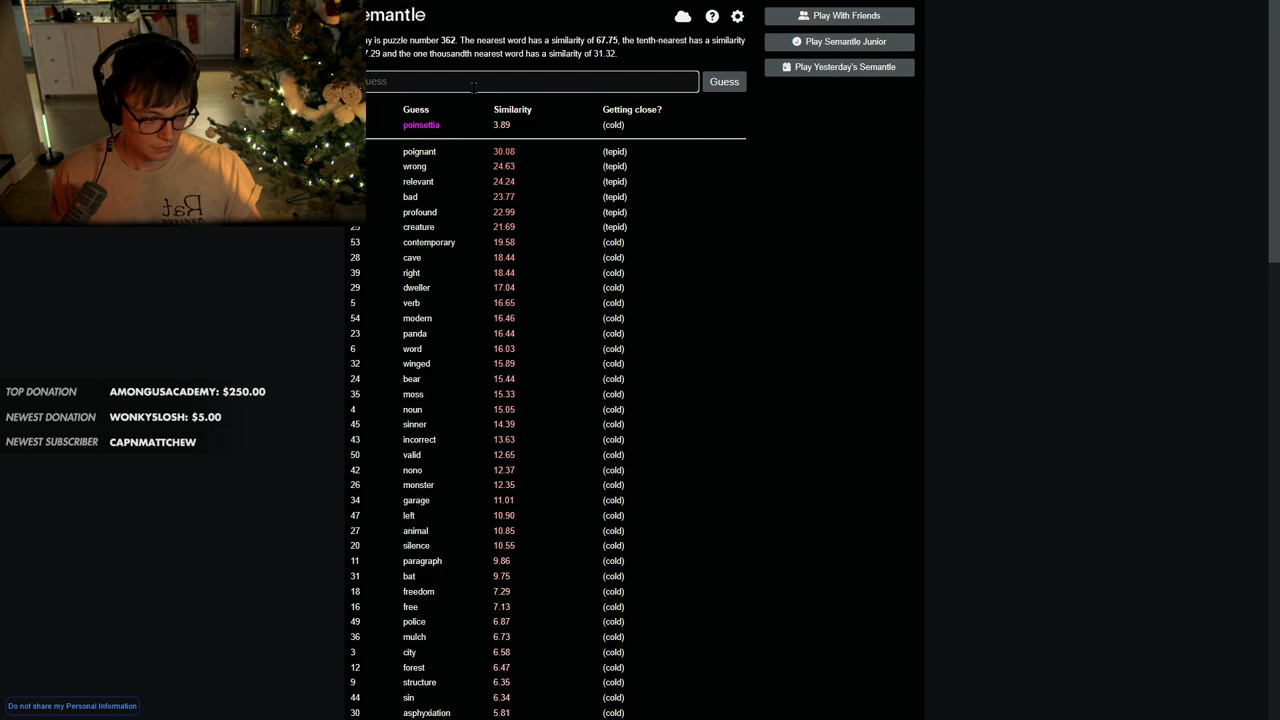 emantle
y is puzzle number 362. The nearest word has a similarity of 67.75, the tenth-nearest has a similarity
7.29 and the one thousandth nearest word has a similarity of 31.32.
uess
Guess
Play With Friends
Play Semantle Junior
Play Yesterday's Semantle
Guess Similarity Getting close?
poinsettia 3.89 (cold)
poignant 30.08 (tepid)
wrong 24.63 (tepid)
relevant 24.24 (tepid)
bad 23.77 (tepid)
profound 22.99 (tepid)
creature 21.69 (tepid)
53 contemporary 19.58 (cold)
28 cave 18.44 (cold)
39 right 18.44 (cold)
29 dweller 17.04 (cold)
5 verb 16.65 (cold)
54 modern 16.46 (cold)
23 panda 16.44 (cold)
6 word 16.03 (cold)
32 winged 15.89 (cold)
24 bear 15.44 (cold)
35 moss 15.33 (cold)
4 noun 15.05 (cold)
45 sinner 14.39 (cold)
43 incorrect 13.63 (cold)
50 valid 12.65 (cold)
42 nono 12.37 (cold)
26 monster 12.35 (cold)
34 garage 11.01 (cold)
47 left 10.90 (cold)
27 animal 10.85 (cold)
20 silence 10.55 (cold)
11 paragraph 9.86 (cold)
31 bat 9.75 (cold)
18 freedom 7.29 (cold)
16 free 7.13 (cold)
49 police 6.87 (cold)
36 mulch 6.73 (cold)
3 city 6.58 (cold)
12 forest 6.47 (cold)
9 structure 6.35 (cold)
44 sin 6.34 (cold)
30 asphyxiation 5.81 (cold)
Rat
TOP DONATION AMONGUSACADEMY: $250.00
NEWEST DONATION WONKYSLOSH: $5.00
NEWEST SUBSCRIBER CAPNMATTCHEW
Do not share my Personal Information